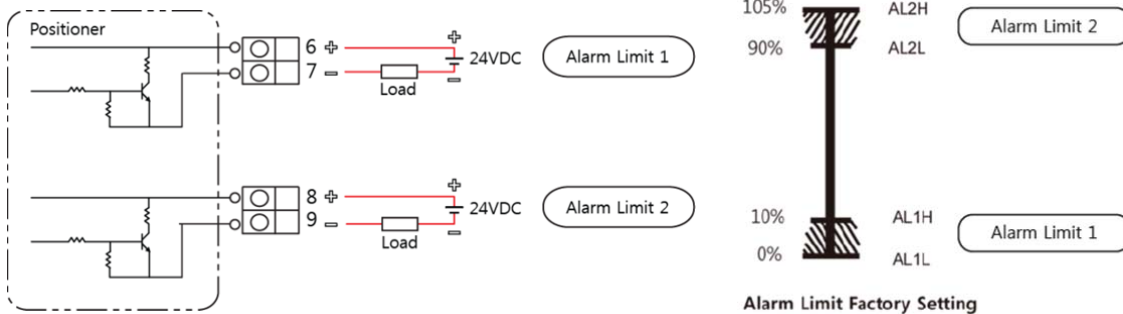 Positioner
6 +
7 −
Load
+
24VDC
−
Alarm Limit 1
8 +
9 −
Load
+
24VDC
−
Alarm Limit 2
105% AL2H
90% AL2L
Alarm Limit 2
10% AL1H
0% AL1L
Alarm Limit 1
Alarm Limit Factory Setting